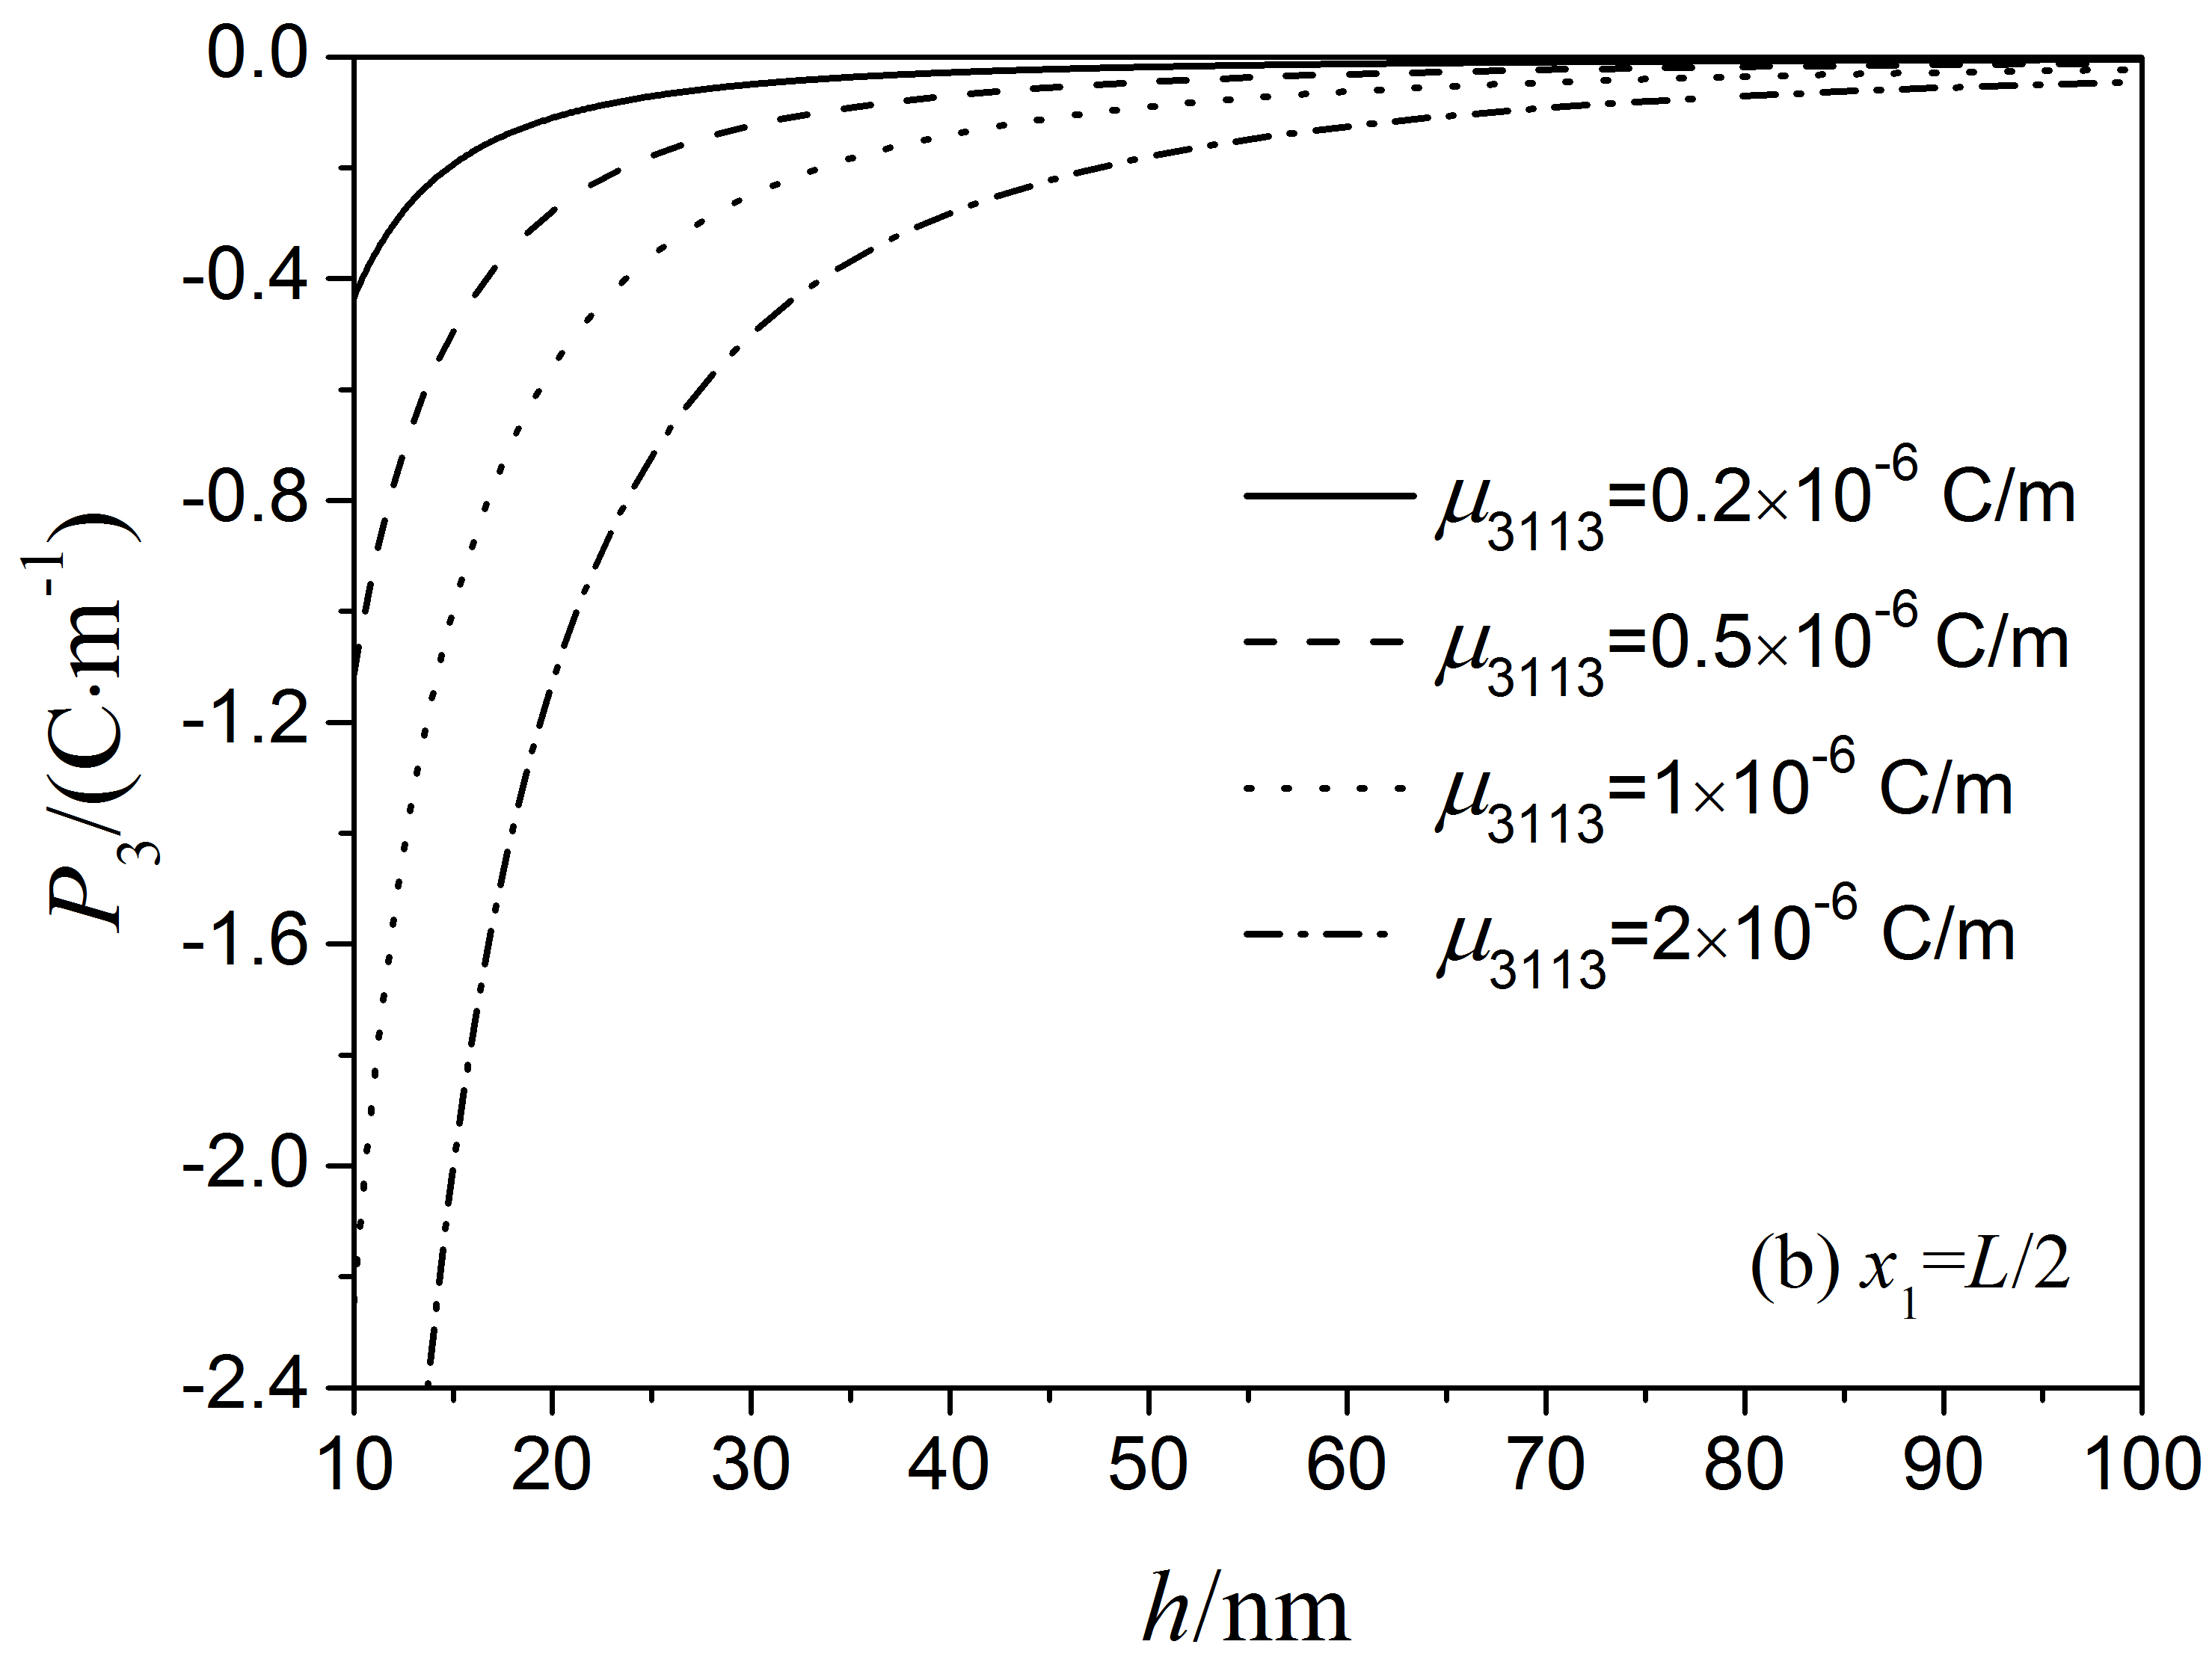 0.0
-0.4
-0.8
-1.2
-1.6
-2.0
-2.4
P₃/(C·m⁻¹)
μ₃₁₁₃=0.2×10⁻⁶ C/m
μ₃₁₁₃=0.5×10⁻⁶ C/m
μ₃₁₁₃=1×10⁻⁶ C/m
μ₃₁₁₃=2×10⁻⁶ C/m
(b) x₁=L/2
10 20 30 40 50 60 70 80 90 100
h/nm